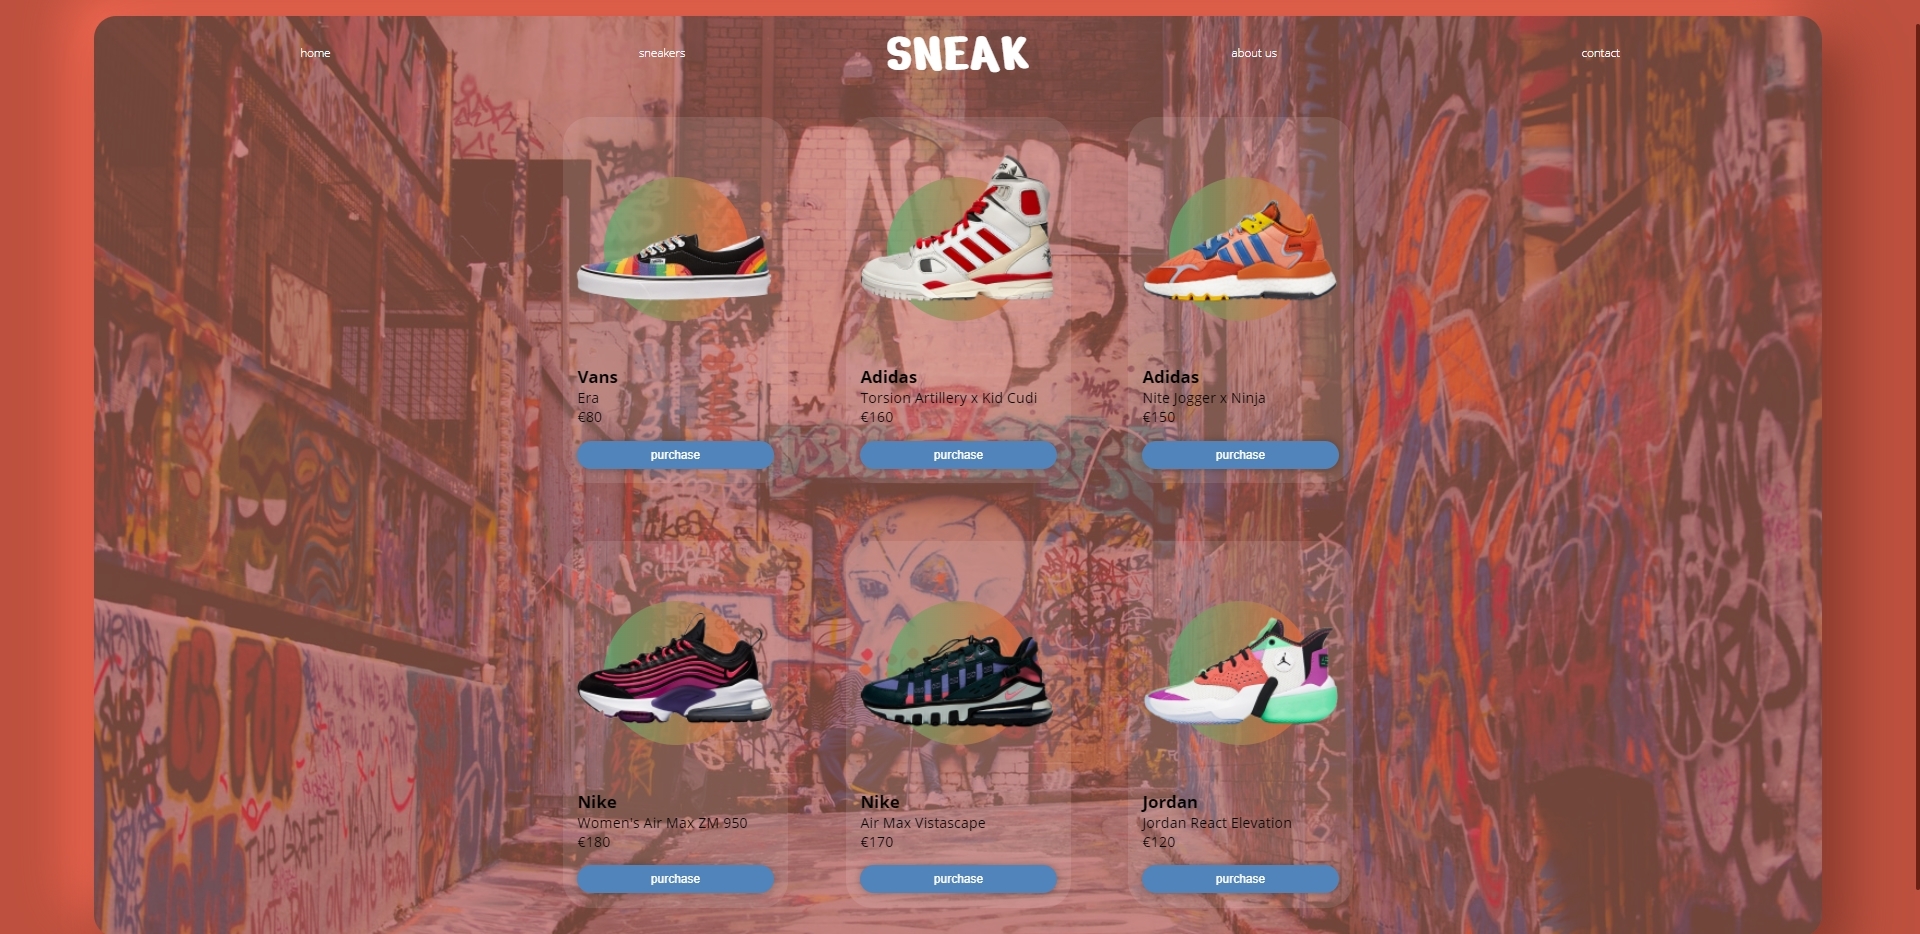 home
sneakers
SNEAK
about us
contact
Vans
Era
€80
purchase
Adidas
Torsion Artillery x Kid Cudi
€160
purchase
Adidas
Nite Jogger x Ninja
€150
purchase
Nike
Women's Air Max ZM 950
€180
purchase
Nike
Air Max Vistascape
€170
purchase
Jordan
Jordan React Elevation
€120
purchase
THE GREAT